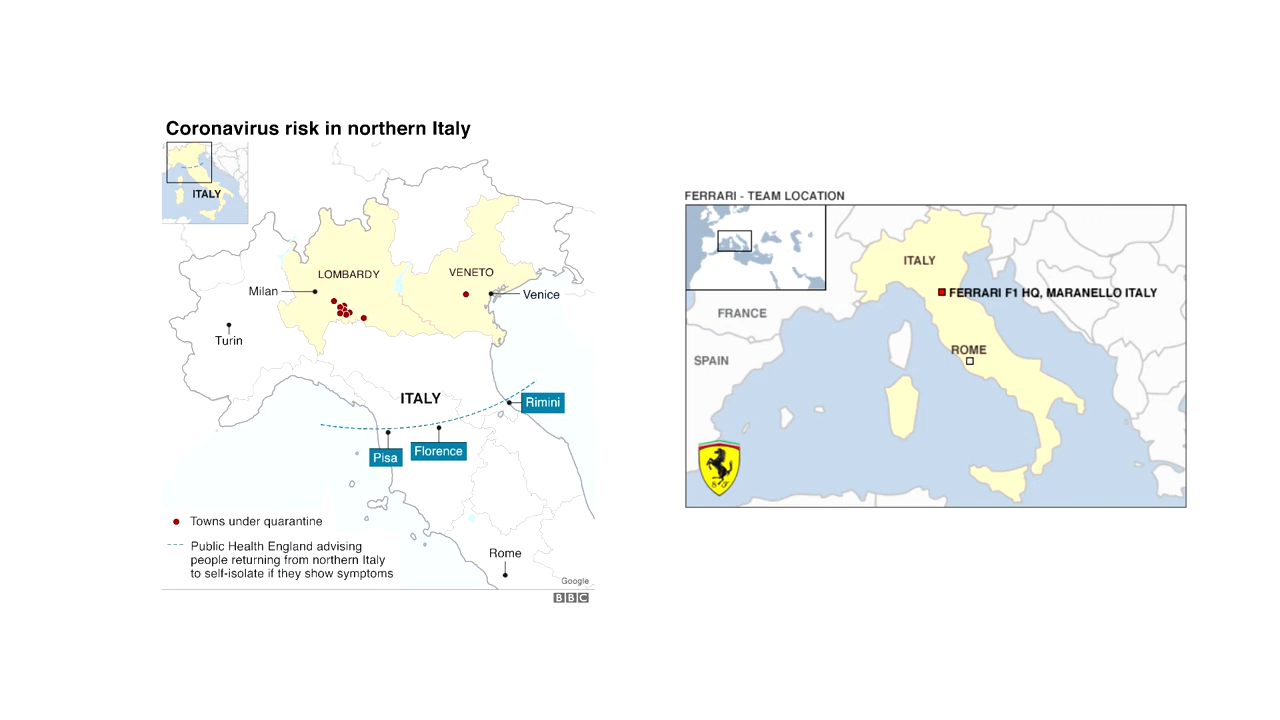 Coronavirus risk in northern Italy
ITALY
LOMBARDY
VENETO
Milan
Venice
Turin
ITALY
Rimini
Florence
Pisa
Towns under quarantine
Public Health England advising
people returning from northern Italy
to self-isolate if they show symptoms
Rome
Google
BBC
FERRARI - TEAM LOCATION
ITALY
FERRARI F1 HQ, MARANELLO ITALY
FRANCE
ROME
SPAIN
S F